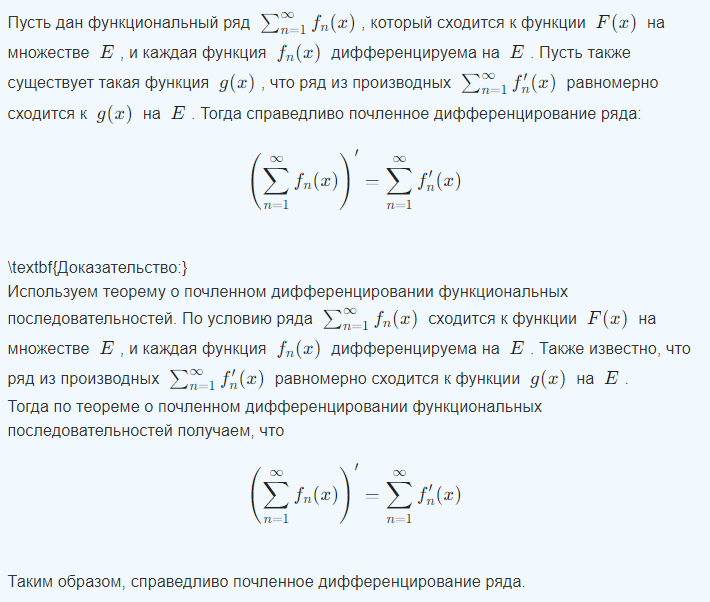 Пусть дан функциональный ряд $\sum_{n=1}^{\infty} f_n(x)$ , который сходится к функции $F(x)$ на
множестве $E$ , и каждая функция $f_n(x)$ дифференцируема на $E$ . Пусть также
существует такая функция $g(x)$ , что ряд из производных $\sum_{n=1}^{\infty} f'_n(x)$ равномерно
сходится к $g(x)$ на $E$ . Тогда справедливо почленное дифференцирование ряда:
$\left(\sum_{n=1}^{\infty} f_n(x)\right)' = \sum_{n=1}^{\infty} f'_n(x)$
\textbf{Доказательство:}
Используем теорему о почленном дифференцировании функциональных
последовательностей. По условию ряда $\sum_{n=1}^{\infty} f_n(x)$ сходится к функции $F(x)$ на
множестве $E$ , и каждая функция $f_n(x)$ дифференцируема на $E$ . Также известно, что
ряд из производных $\sum_{n=1}^{\infty} f'_n(x)$ равномерно сходится к функции $g(x)$ на $E$ .
Тогда по теореме о почленном дифференцировании функциональных
последовательностей получаем, что
$\left(\sum_{n=1}^{\infty} f_n(x)\right)' = \sum_{n=1}^{\infty} f'_n(x)$
Таким образом, справедливо почленное дифференцирование ряда.